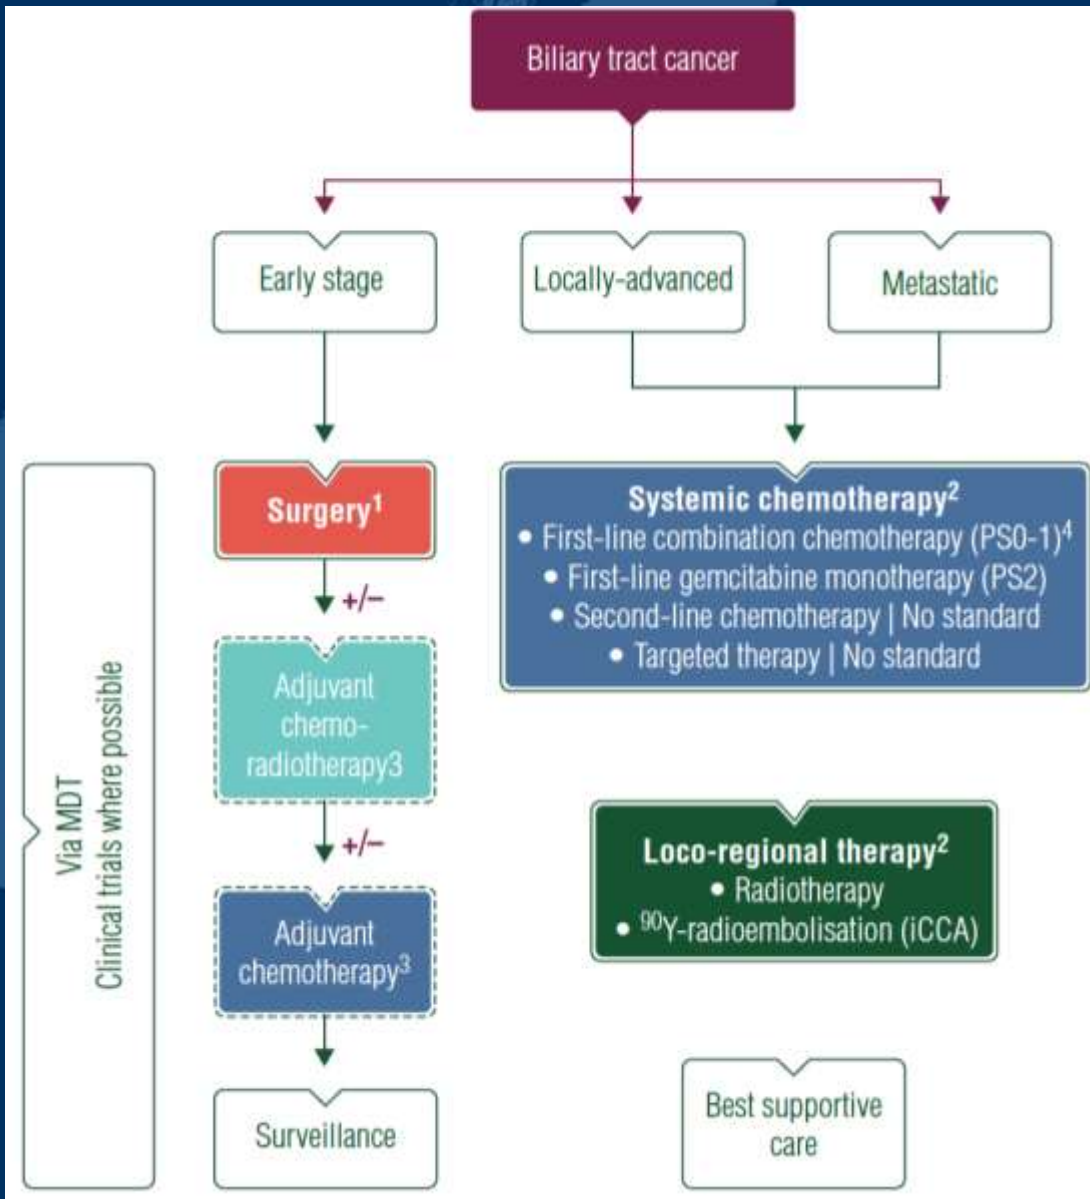 Biliary tract cancer
Early stage
Locally-advanced
Metastatic
Via MDT
Clinical trials where possible
Surgery¹
+/−
Adjuvant
chemo-
radiotherapy3
+/−
Adjuvant
chemotherapy³
Surveillance
Systemic chemotherapy²
• First-line combination chemotherapy (PS0-1)⁴
• First-line gemcitabine monotherapy (PS2)
• Second-line chemotherapy | No standard
• Targeted therapy | No standard
Loco-regional therapy²
• Radiotherapy
• ⁹⁰Y-radioembolisation (iCCA)
Best supportive
care